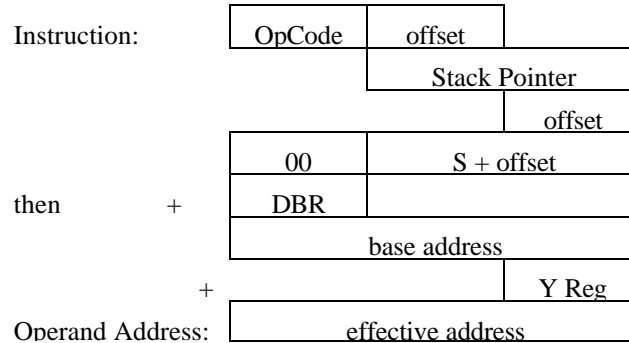 Instruction: OpCode offset
Stack Pointer
offset
00 S + offset
then + DBR
base address
+ Y Reg
Operand Address: effective address